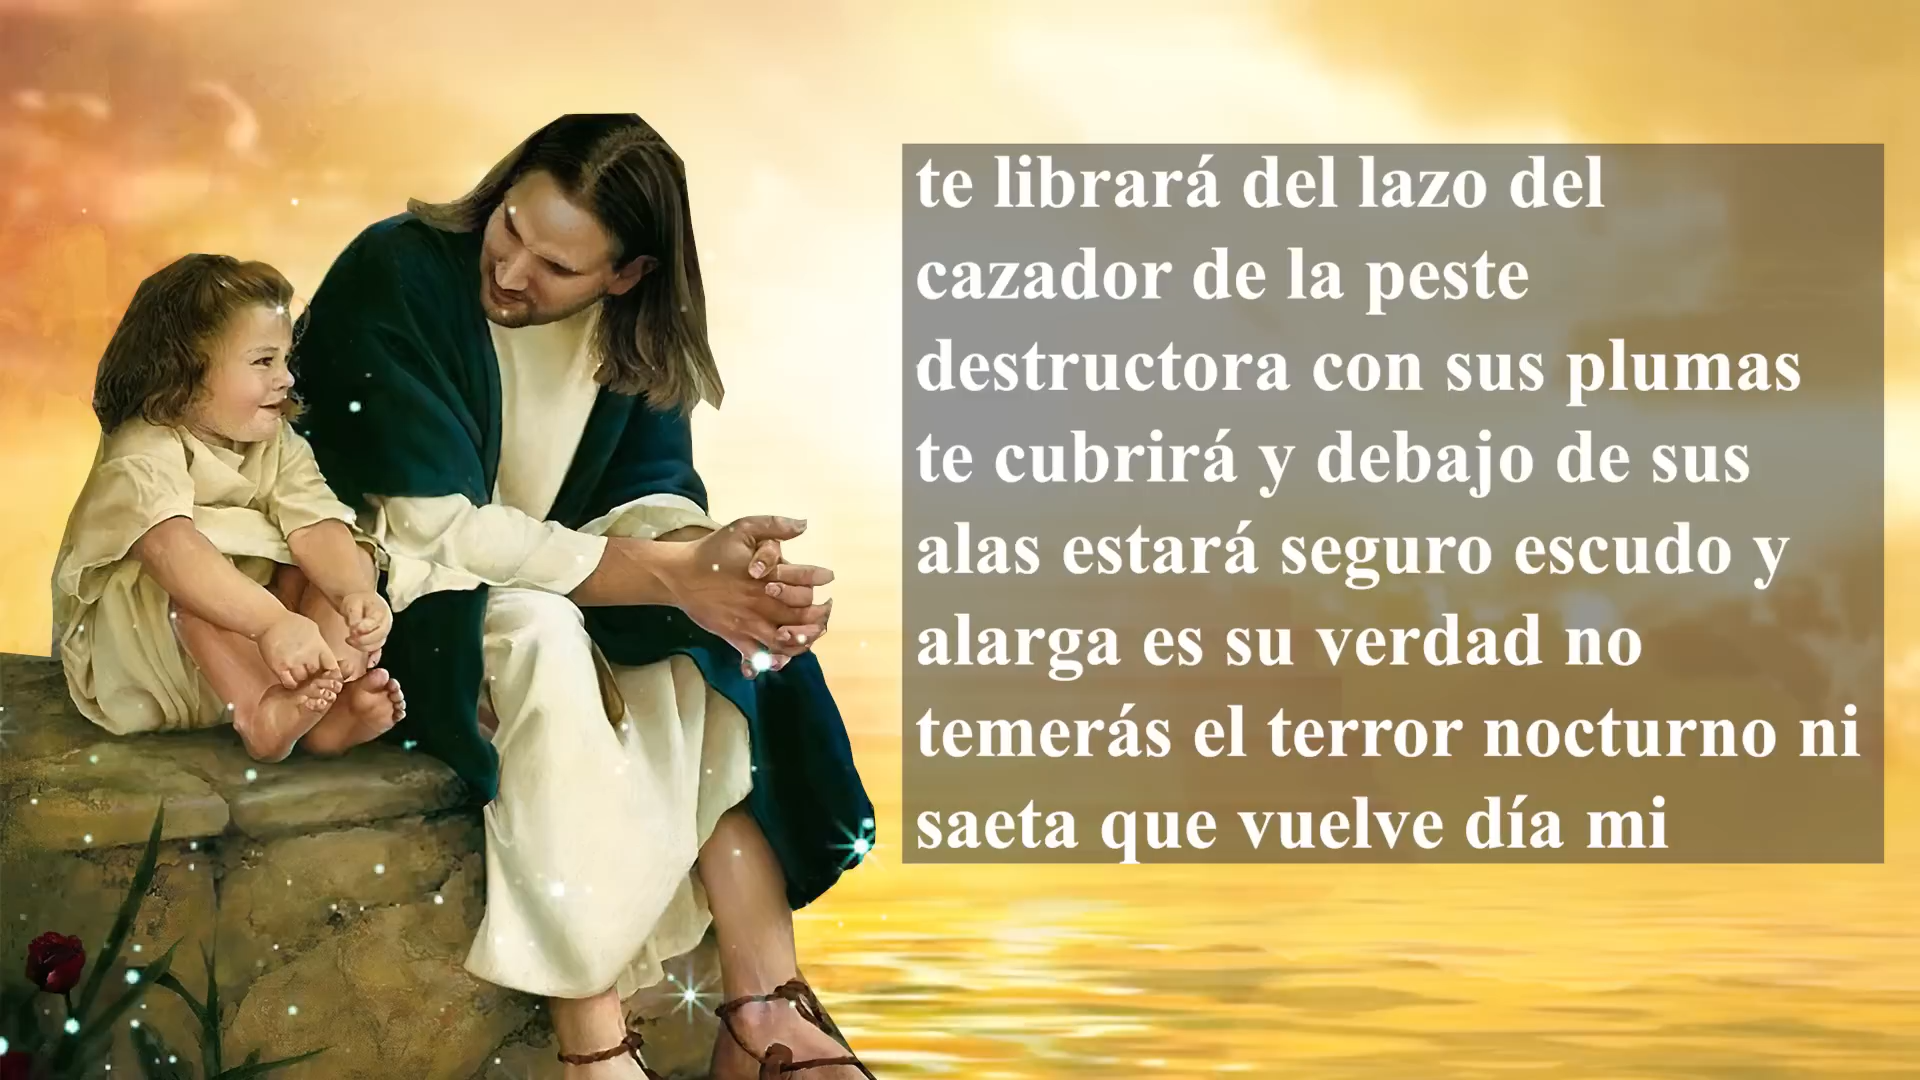 te librará del lazo del
cazador de la peste
destructora con sus plumas
te cubrirá y debajo de sus
alas estará seguro escudo y
alarga es su verdad no
temerás el terror nocturno ni
saeta que vuelve día mi